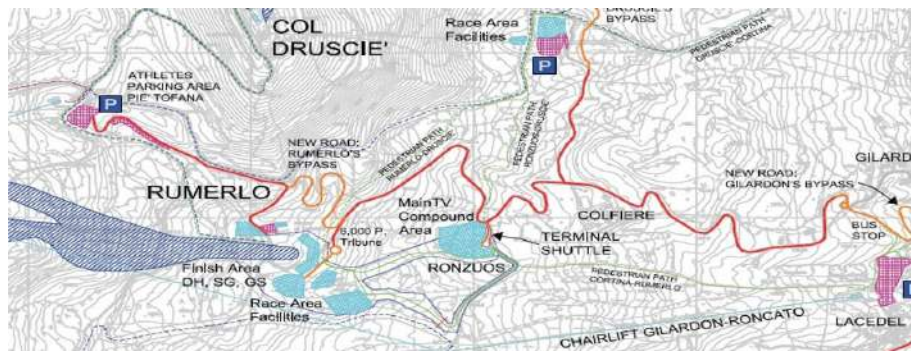 COL
DRUSCIE'
Race Area
Facilities
P
BYPASS
PEDESTRIAN PATH
DRUSCIE-CORTINA
ATHLETES
PARKING AREA
PIE' TOFANA
P
NEW ROAD:
RUMERLO'S
BYPASS
PEDESTRIAN PATH
RUMERLO-DRUSCIE'
PEDESTRIAN PATH
RONZUOS-DRUSCIE
GILARD
NEW ROAD:
GILARDON'S BYPASS
RUMERLO
Main TV
Compound
Area
COLFIERE
BUS
STOP
6,000 P.
Tribune
TERMINAL
SHUTTLE
Finish Area
DH, SG, GS
RONZUOS
PEDESTRIAN PATH
CORTINA-RUMERLO
Race Area
Facilities
LACEDEL
CHAIRLIFT GILARDON-RONCATO